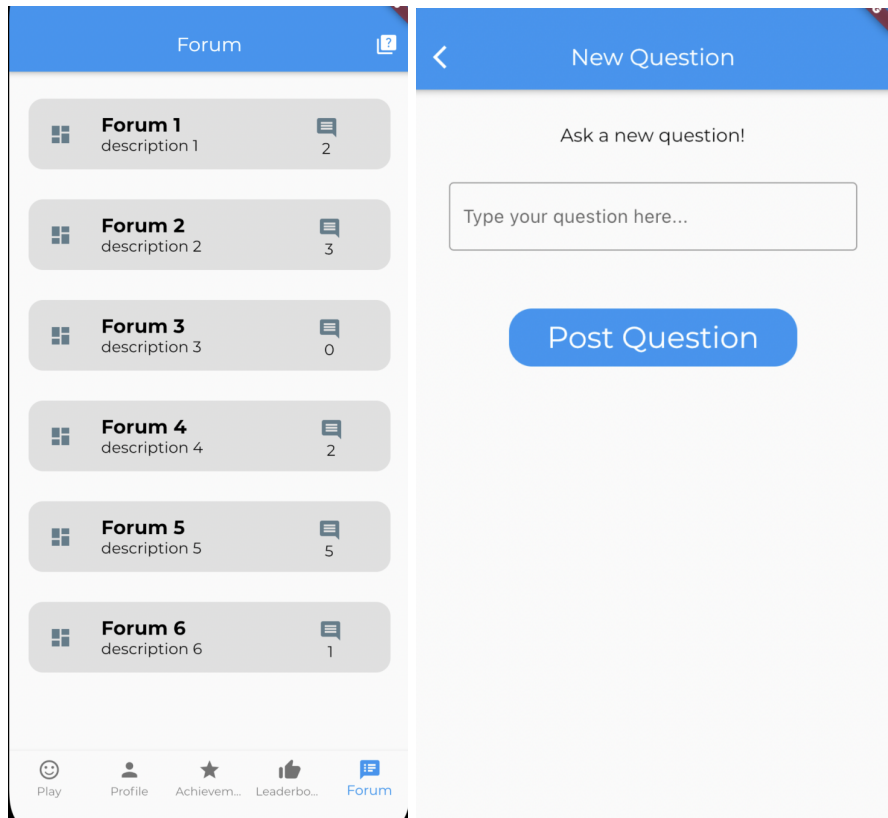 Forum
Forum 1
description 1
2
Forum 2
description 2
3
Forum 3
description 3
0
Forum 4
description 4
2
Forum 5
description 5
5
Forum 6
description 6
1
Play
Profile
Achievem...
Leaderbo...
Forum
New Question
Ask a new question!
Type your question here...
Post Question